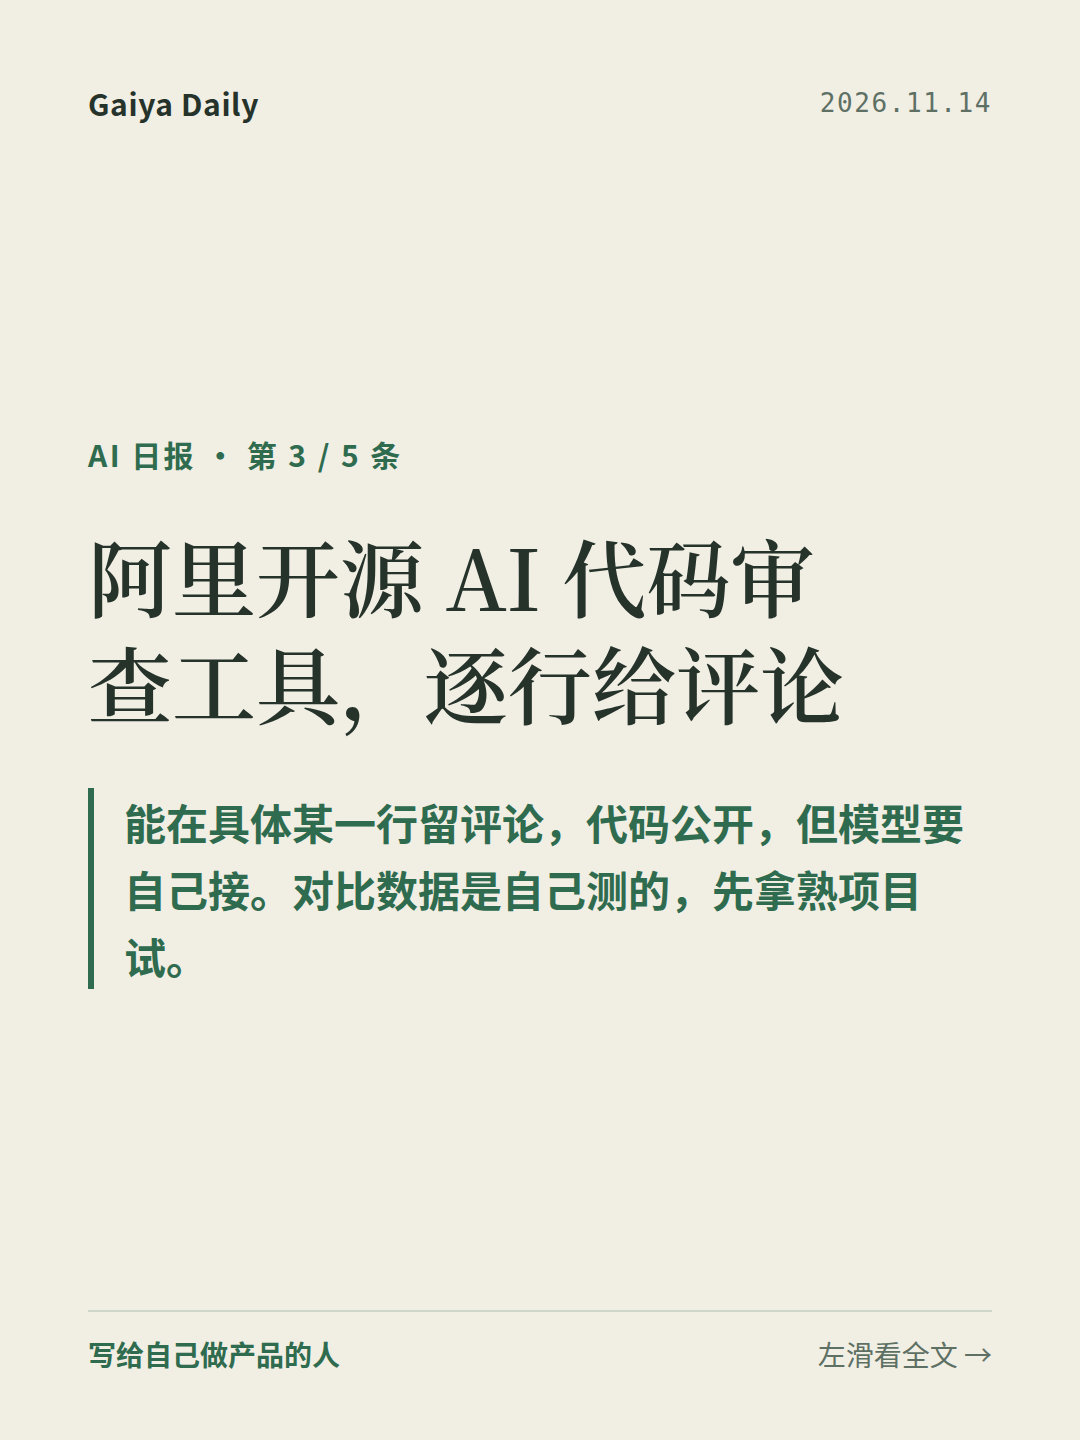 Gaiya Daily
2026.11.14
AI 日报 · 第 3 / 5 条
阿里开源 AI 代码审
查工具，逐行给评论
能在具体某一行留评论，代码公开，但模型要
自己接。对比数据是自己测的，先拿熟项目
试。
写给自己做产品的人
左滑看全文 →